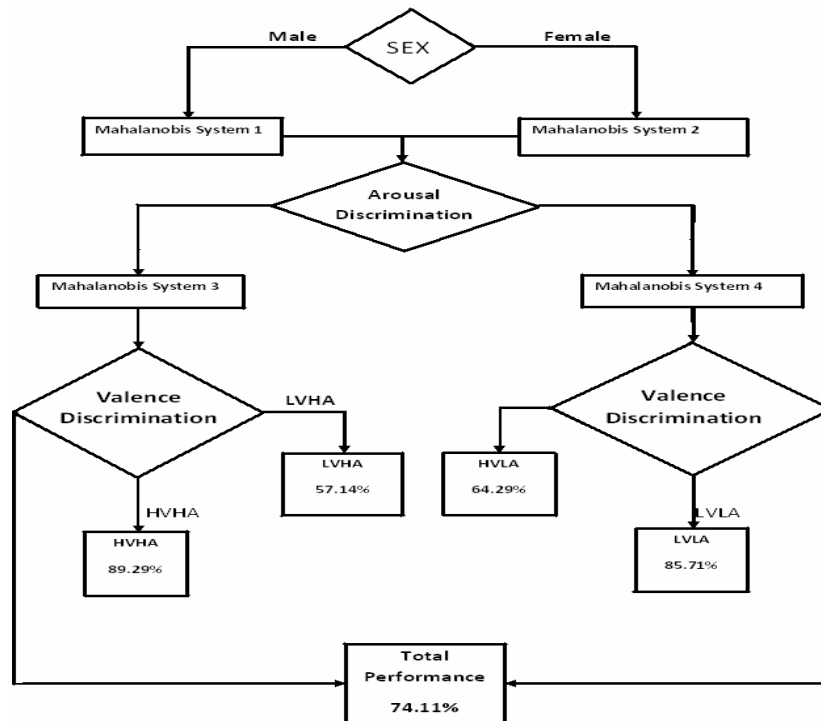 SEX
Male
Female
Mahalanobis System 1
Mahalanobis System 2
Arousal
Discrimination
Mahalanobis System 3
Mahalanobis System 4
Valence
Discrimination
LVHA
Valence
Discrimination
LVHA
57.14%
HVLA
64.29%
HVHA
LVLA
HVHA
89.29%
LVLA
85.71%
Total
Performance
74.11%